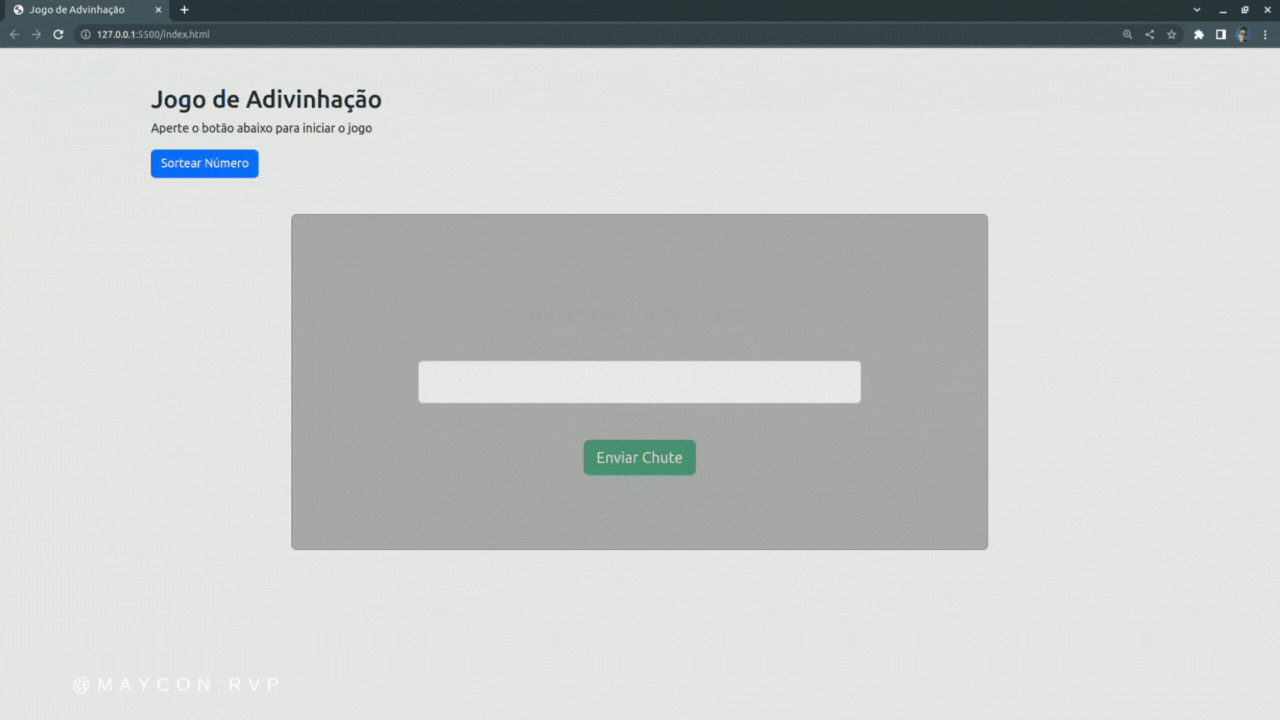 Jogo de Advinhação
127.0.0.1:5500/index.html
Jogo de Adivinhação
Aperte o botão abaixo para iniciar o jogo
Sortear Número
Número
Enviar Chute
@MAYCON.RVP